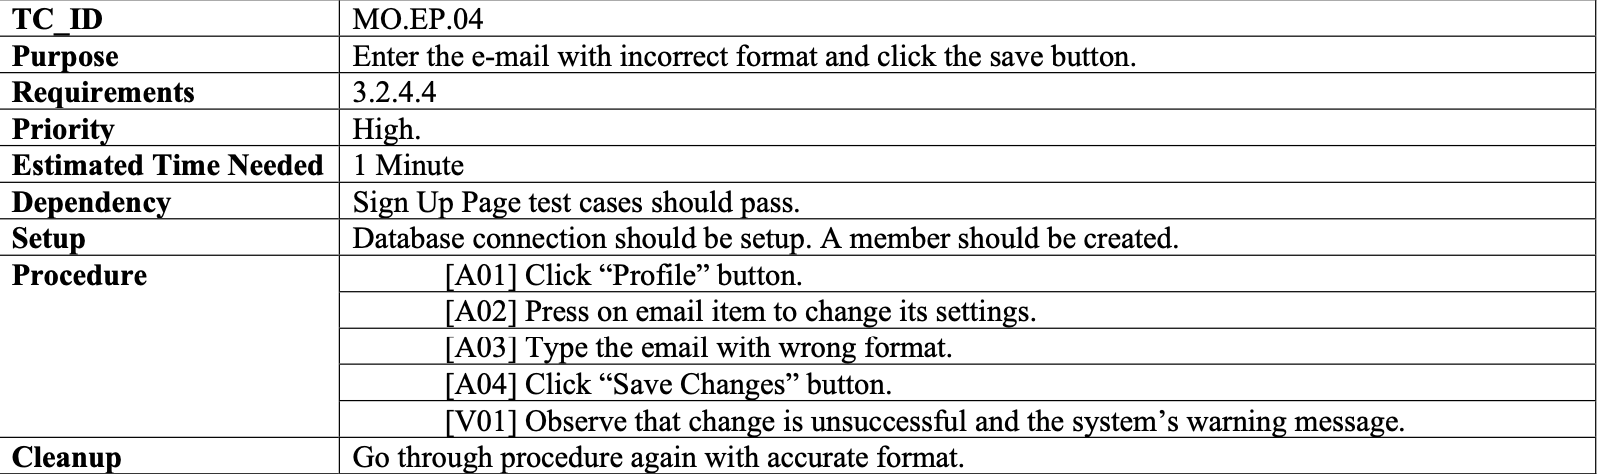 TC_ID MO.EP.04
Purpose Enter the e-mail with incorrect format and click the save button.
Requirements 3.2.4.4
Priority High.
Estimated Time Needed 1 Minute
Dependency Sign Up Page test cases should pass.
Setup Database connection should be setup. A member should be created.
Procedure [A01] Click “Profile” button.
[A02] Press on email item to change its settings.
[A03] Type the email with wrong format.
[A04] Click “Save Changes” button.
[V01] Observe that change is unsuccessful and the system’s warning message.
Cleanup Go through procedure again with accurate format.